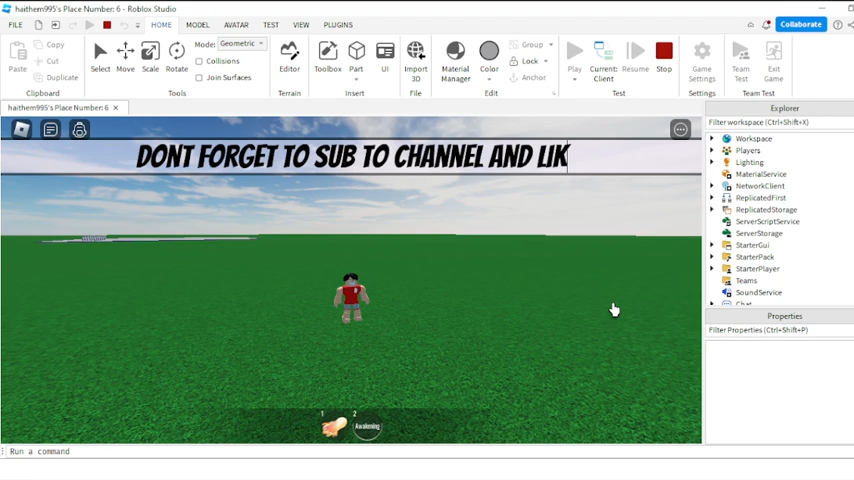 haithem995's Place Number: 6 - Roblox Studio
FILE HOME MODEL AVATAR TEST VIEW PLUGINS Collaborate
Paste Copy Cut Duplicate Clipboard
Select Move Scale Rotate Mode: Geometric Collisions Join Surfaces Tools
Editor Terrain
Toolbox Part UI Insert
Import 3D File
Material Manager Color Group Lock Anchor Edit
Play Current: Client Resume Stop Test
Game Settings Settings
Team Test Exit Game Team Test
haithem995's Place Number: 6
DONT FORGET TO SUB TO CHANNEL AND LIK
1 2
Awakening
Explorer
Filter workspace (Ctrl+Shift+X)
Workspace
Players
Lighting
MaterialService
NetworkClient
ReplicatedFirst
ReplicatedStorage
ServerScriptService
ServerStorage
StarterGui
StarterPack
StarterPlayer
Teams
SoundService
Chat
Properties
Filter Properties (Ctrl+Shift+P)
Run a command